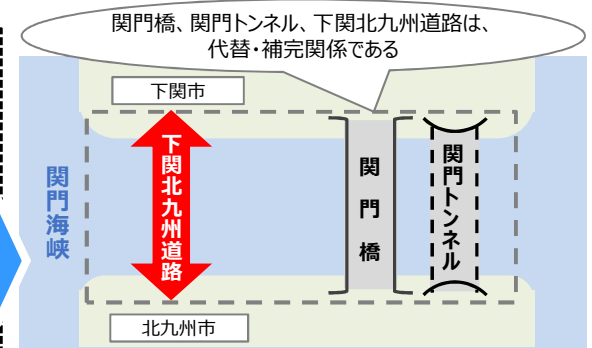 関門橋、関門トンネル、下関北九州道路は、
代替・補完関係である
下関市
関門海峡
下関北九州道路
関門橋
関門トンネル
北九州市